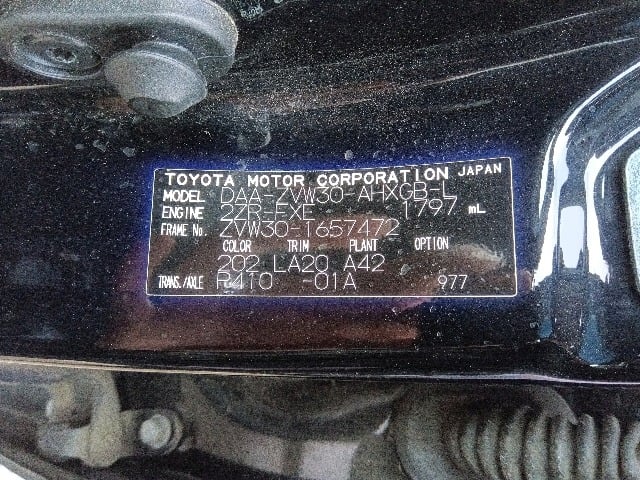 TOYOTA MOTOR CORPORATION JAPAN
MODEL DAA-ZVW30-AHXGB-L
ENGINE 2ZR-FXE 1797 mL
FRAME No. ZVW30-1657472
COLOR TRIM PLANT OPTION
202 LA20 A42
TRANS./AXLE P410 -01A 977